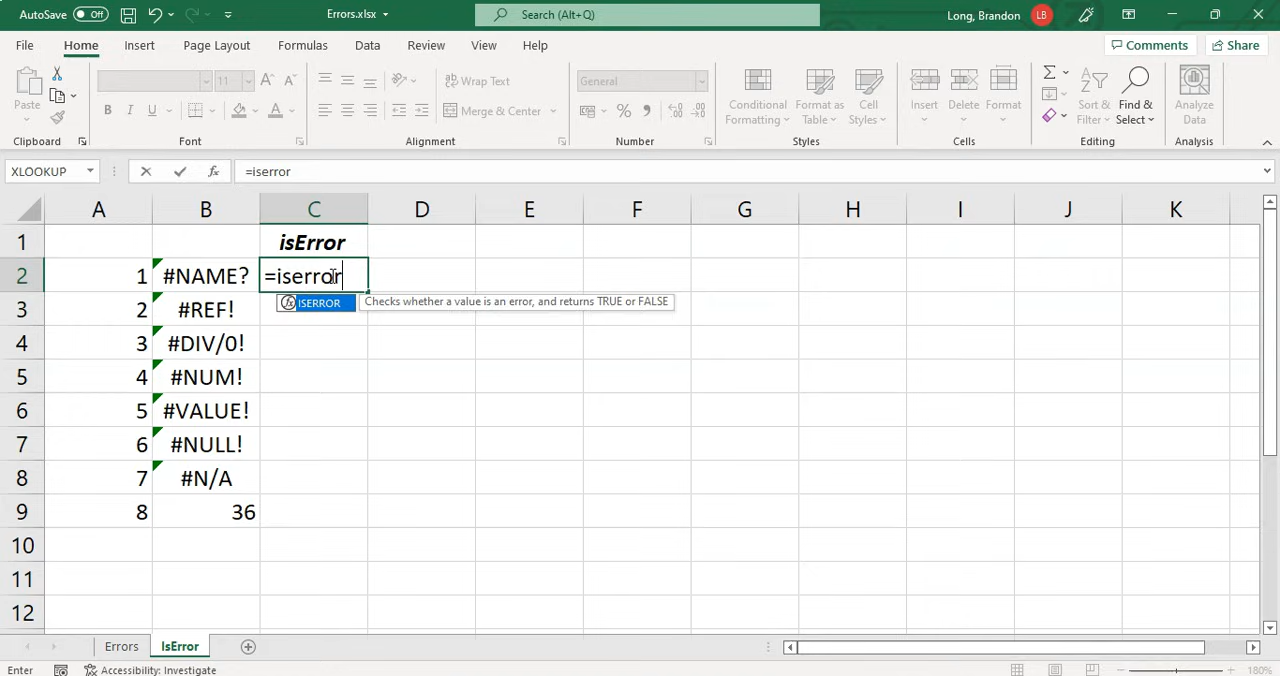 AutoSave Off Errors.xlsx Search (Alt+Q) Long, Brandon LB
File Home Insert Page Layout Formulas Data Review View Help Comments Share
Paste 11 A A Wrap Text General Conditional Formatting Format as Table Cell Styles Insert Delete Format Sort & Filter Find & Select Analyze Data
B I U A Merge & Center % 
Clipboard Font Alignment Number Styles Cells Editing Analysis
XLOOKUP fx =iserror
A B C D E F G H I J K
1 isError
2 1 #NAME? =iserror
fx ISERROR Checks whether a value is an error, and returns TRUE or FALSE
3 2 #REF!
4 3 #DIV/0!
5 4 #NUM!
6 5 #VALUE!
7 6 #NULL!
8 7 #N/A
9 8 36
10
11
12
Errors IsError
Enter Accessibility: Investigate 180%